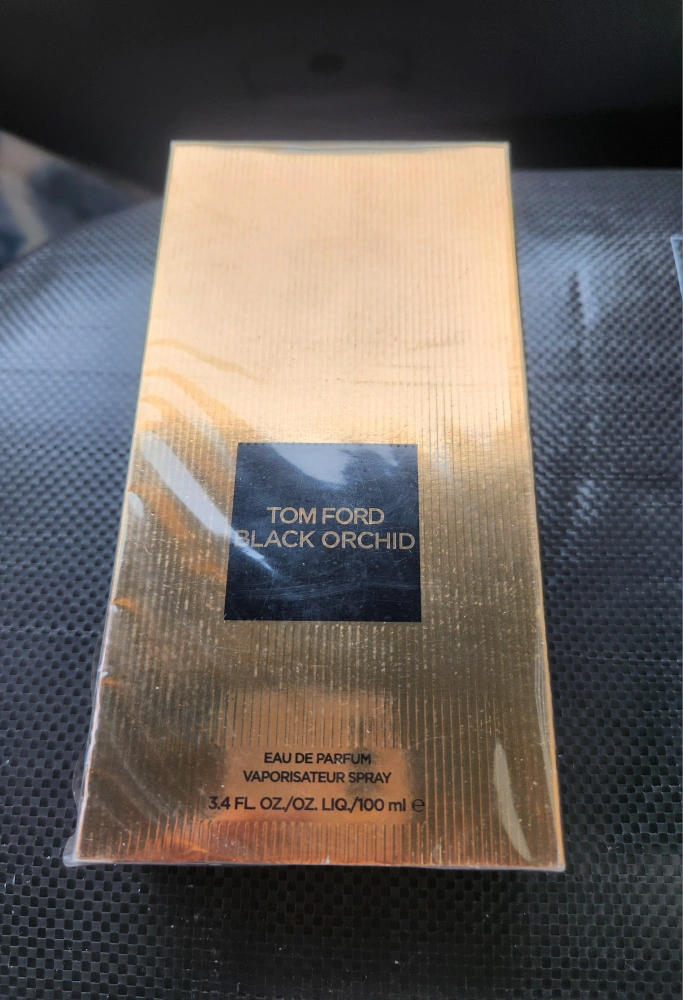 TOM FORD
BLACK ORCHID
EAU DE PARFUM
VAPORISATEUR SPRAY
3.4 FL. OZ./OZ. LIQ./100 ml ℮